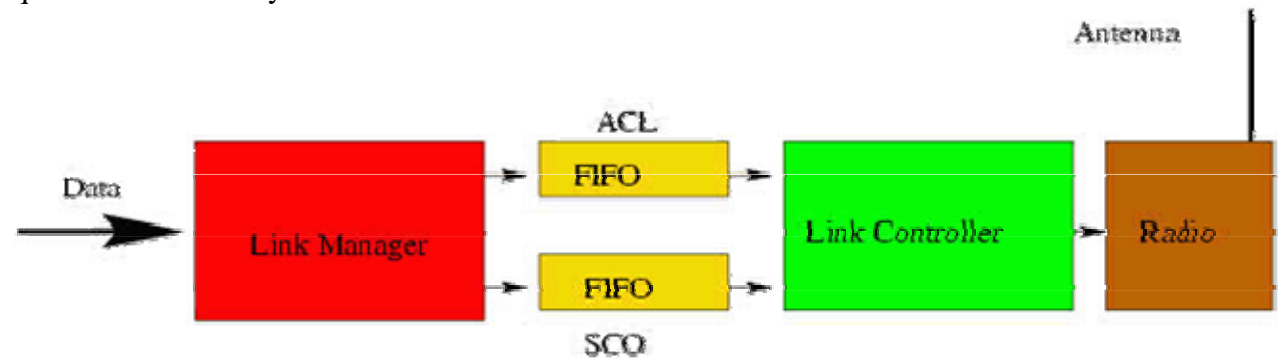 Antenna
ACL
FIFO
Data
Link Manager
Link Controller
Radio
FIFO
SCO